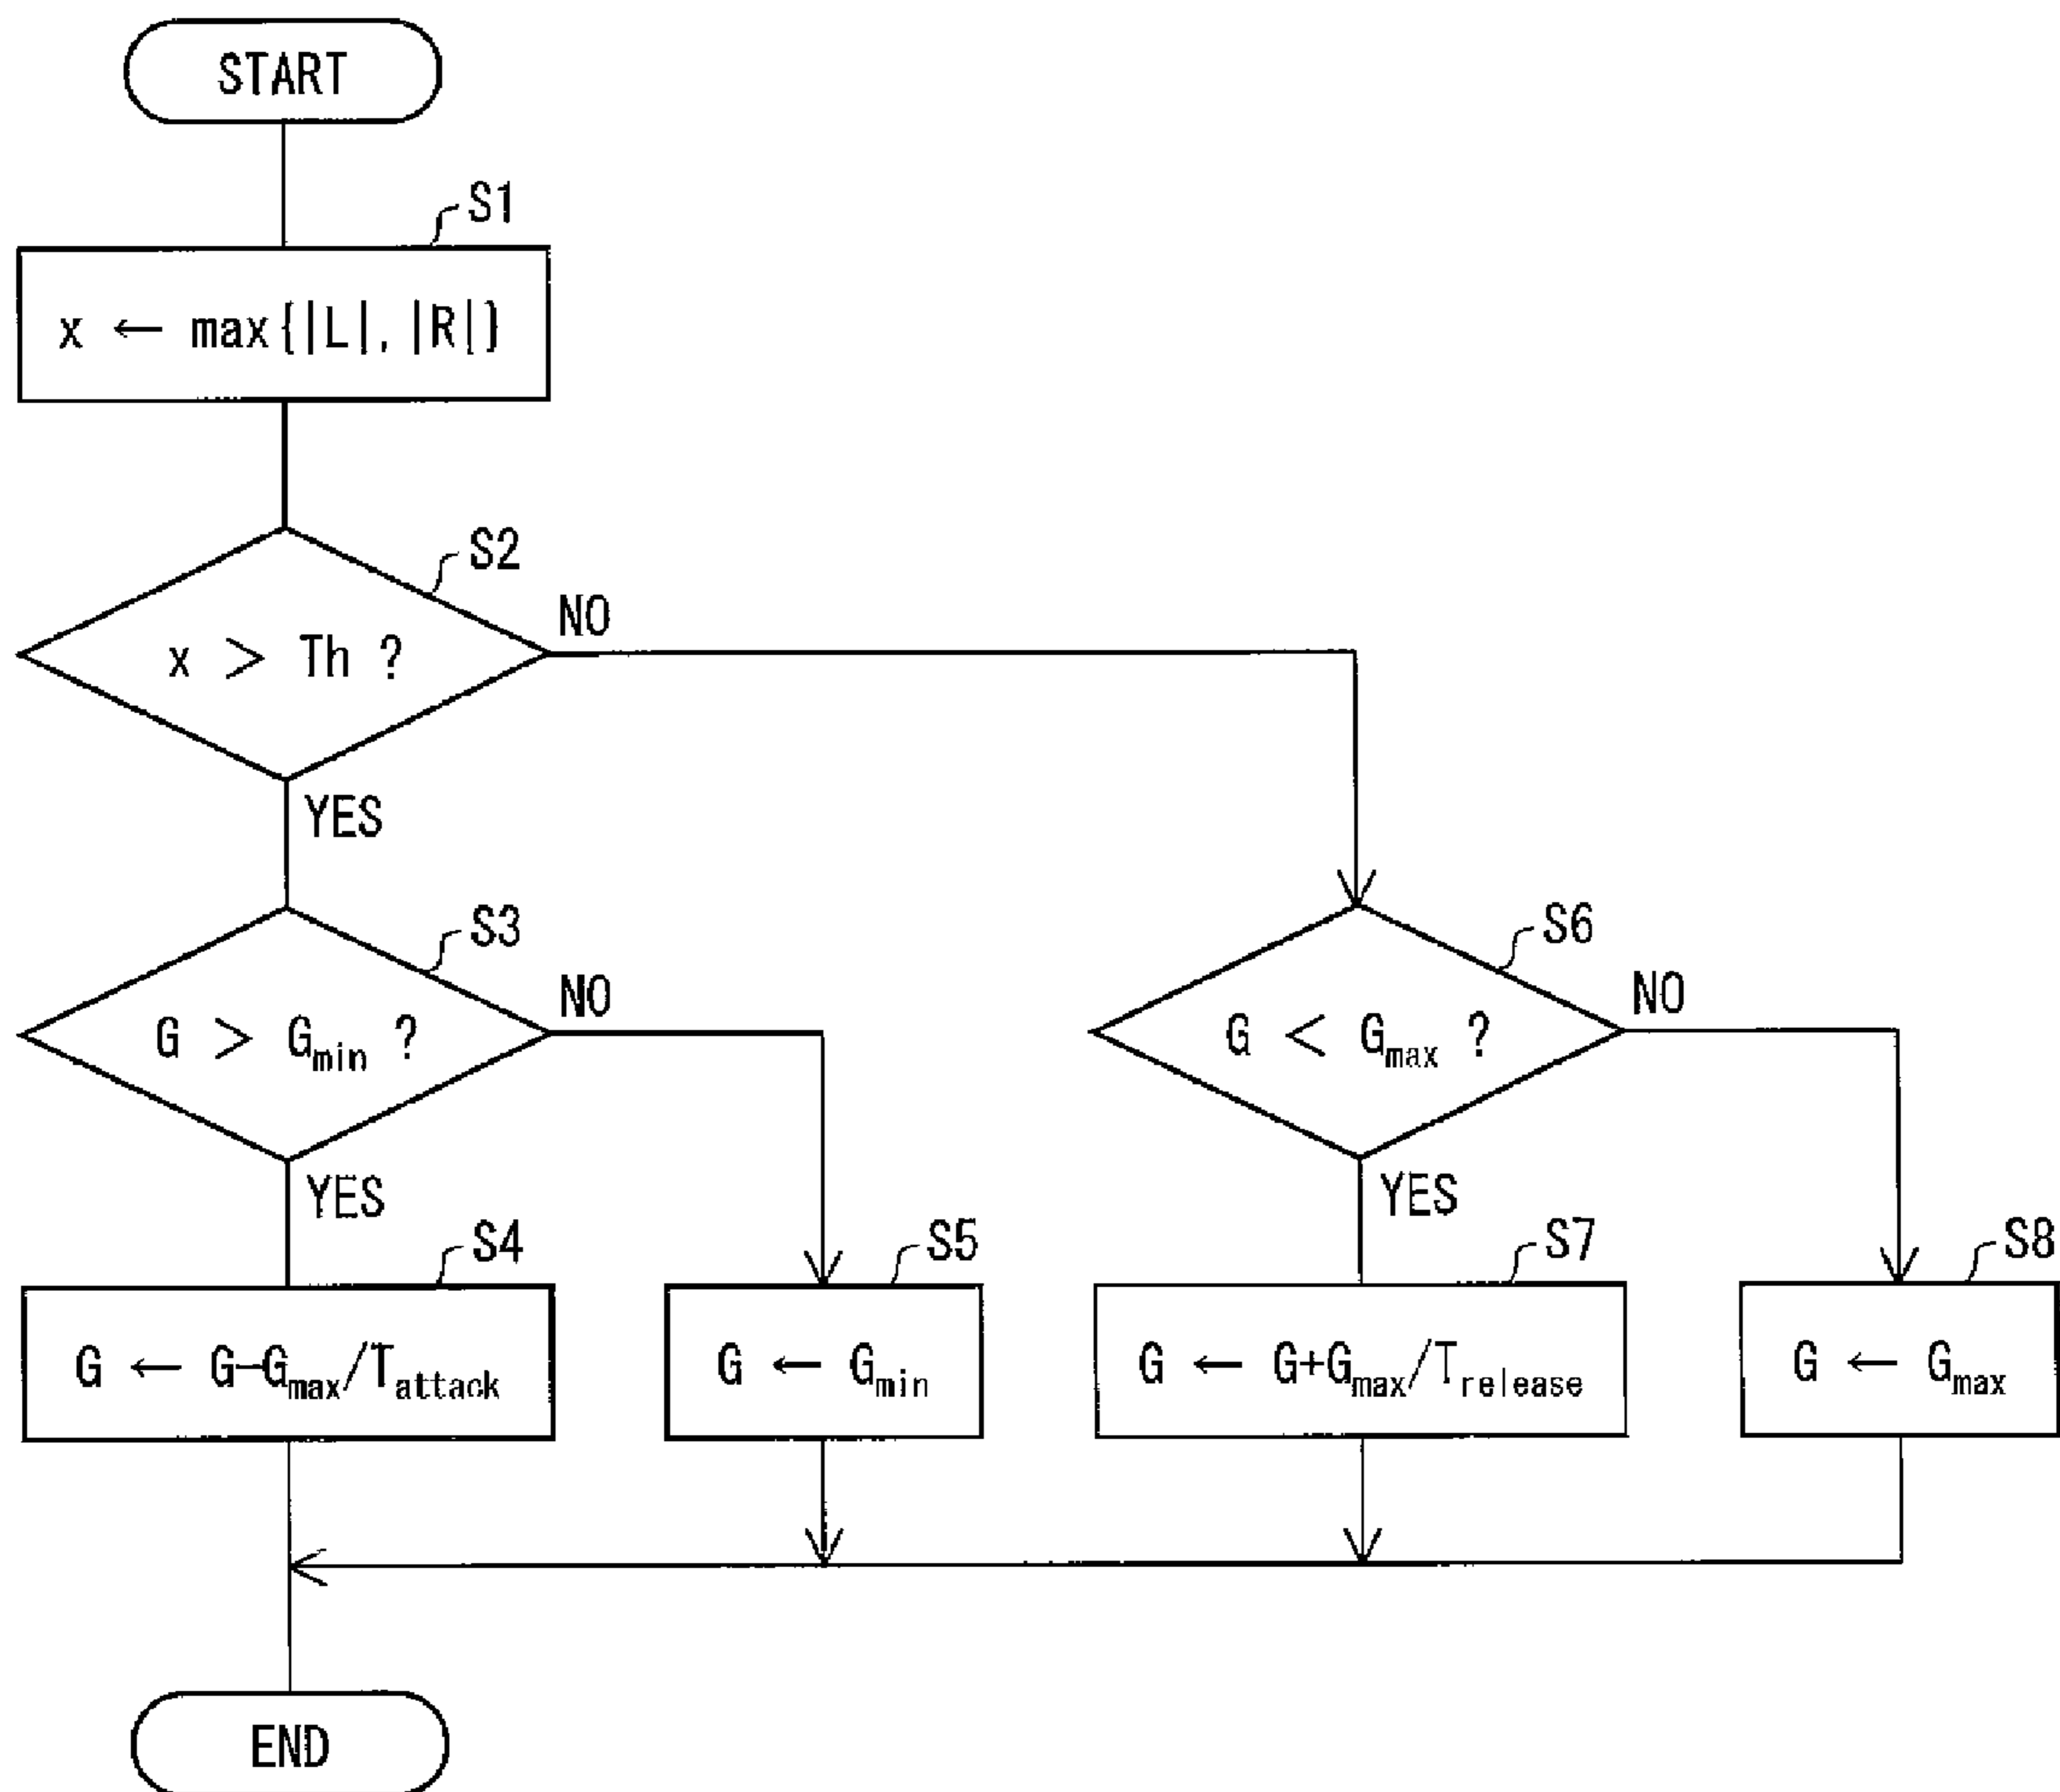 START
S1
x ← max{|L|, |R|}
S2
x > Th ?
NO
YES
S3
G > Gmin ?
NO
YES
S6
G < Gmax ?
NO
YES
S4
G ← G-Gmax/Tattack
S5
G ← Gmin
S7
G ← G+Gmax/Trelease
S8
G ← Gmax
END